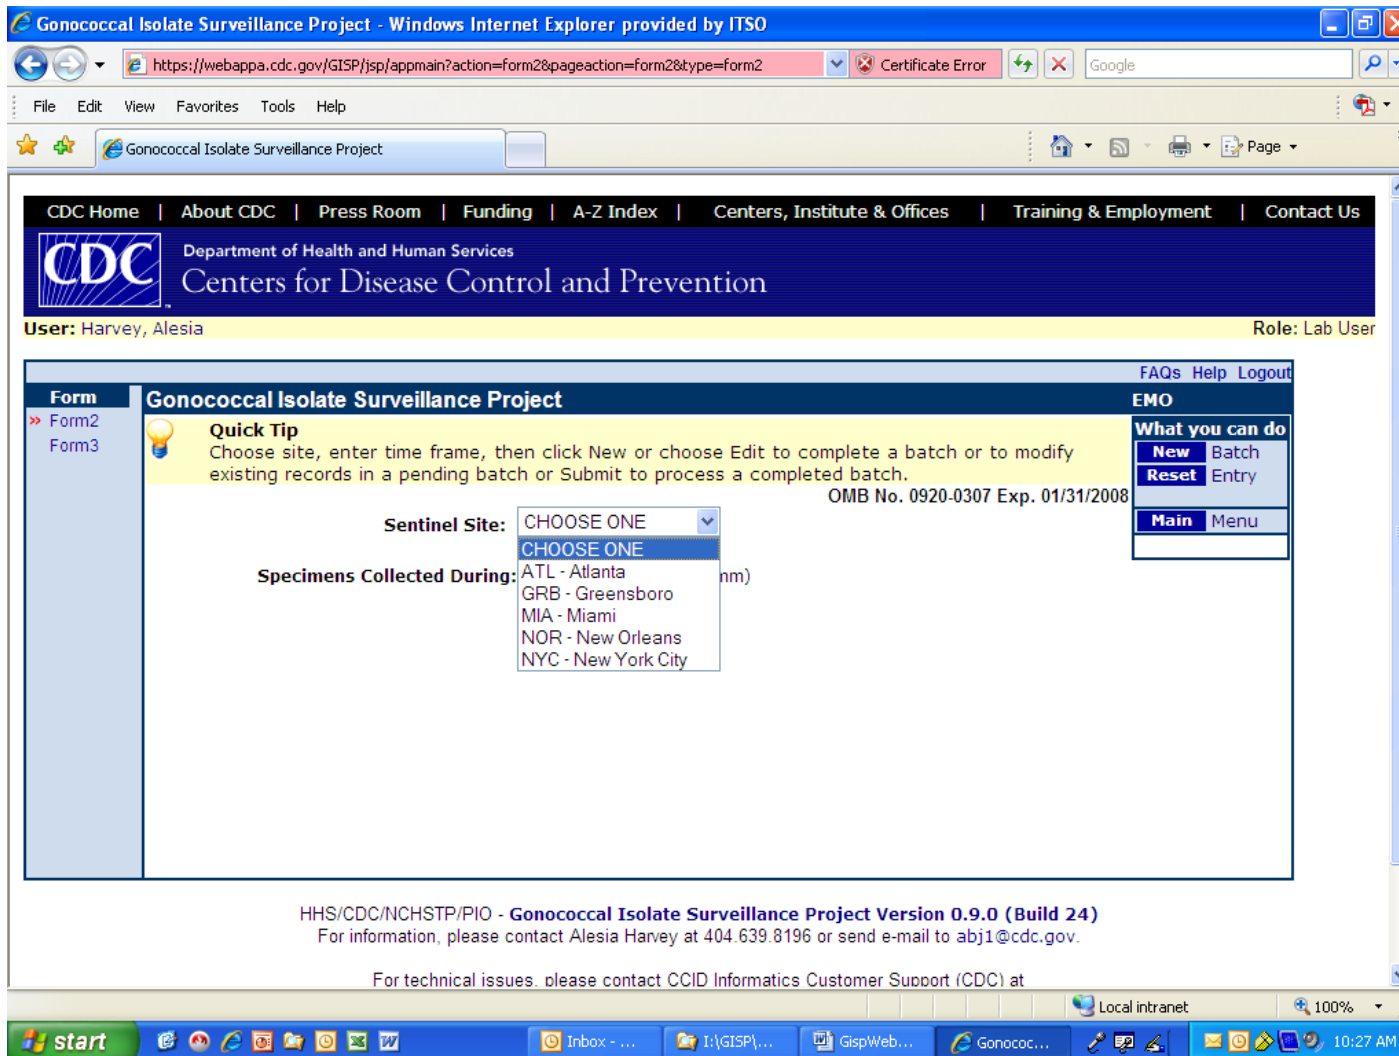 Gonococcal Isolate Surveillance Project - Windows Internet Explorer provided by ITSO
https://webappa.cdc.gov/GISP/jsp/appmain?action=form2&pageaction=form2&type=form2 Certificate Error Google
File Edit View Favorites Tools Help
Gonococcal Isolate Surveillance Project Page
CDC Home | About CDC | Press Room | Funding | A-Z Index | Centers, Institute & Offices | Training & Employment | Contact Us
CDC
Department of Health and Human Services
Centers for Disease Control and Prevention
User: Harvey, Alesia Role: Lab User
FAQs Help Logout
Form Gonococcal Isolate Surveillance Project EMO
» Form2
Form3
Quick Tip
Choose site, enter time frame, then click New or choose Edit to complete a batch or to modify
existing records in a pending batch or Submit to process a completed batch.
What you can do
New Batch
Reset Entry
Main Menu
OMB No. 0920-0307 Exp. 01/31/2008
Sentinel Site: CHOOSE ONE
CHOOSE ONE
Specimens Collected During: ATL - Atlanta nm)
GRB - Greensboro
MIA - Miami
NOR - New Orleans
NYC - New York City
HHS/CDC/NCHSTP/PIO - Gonococcal Isolate Surveillance Project Version 0.9.0 (Build 24)
For information, please contact Alesia Harvey at 404.639.8196 or send e-mail to abj1@cdc.gov.
For technical issues, please contact CCID Informatics Customer Support (CDC) at
Local intranet 100%
start Inbox - ... I:\GISP\... GispWeb... Gonococ... 10:27 AM